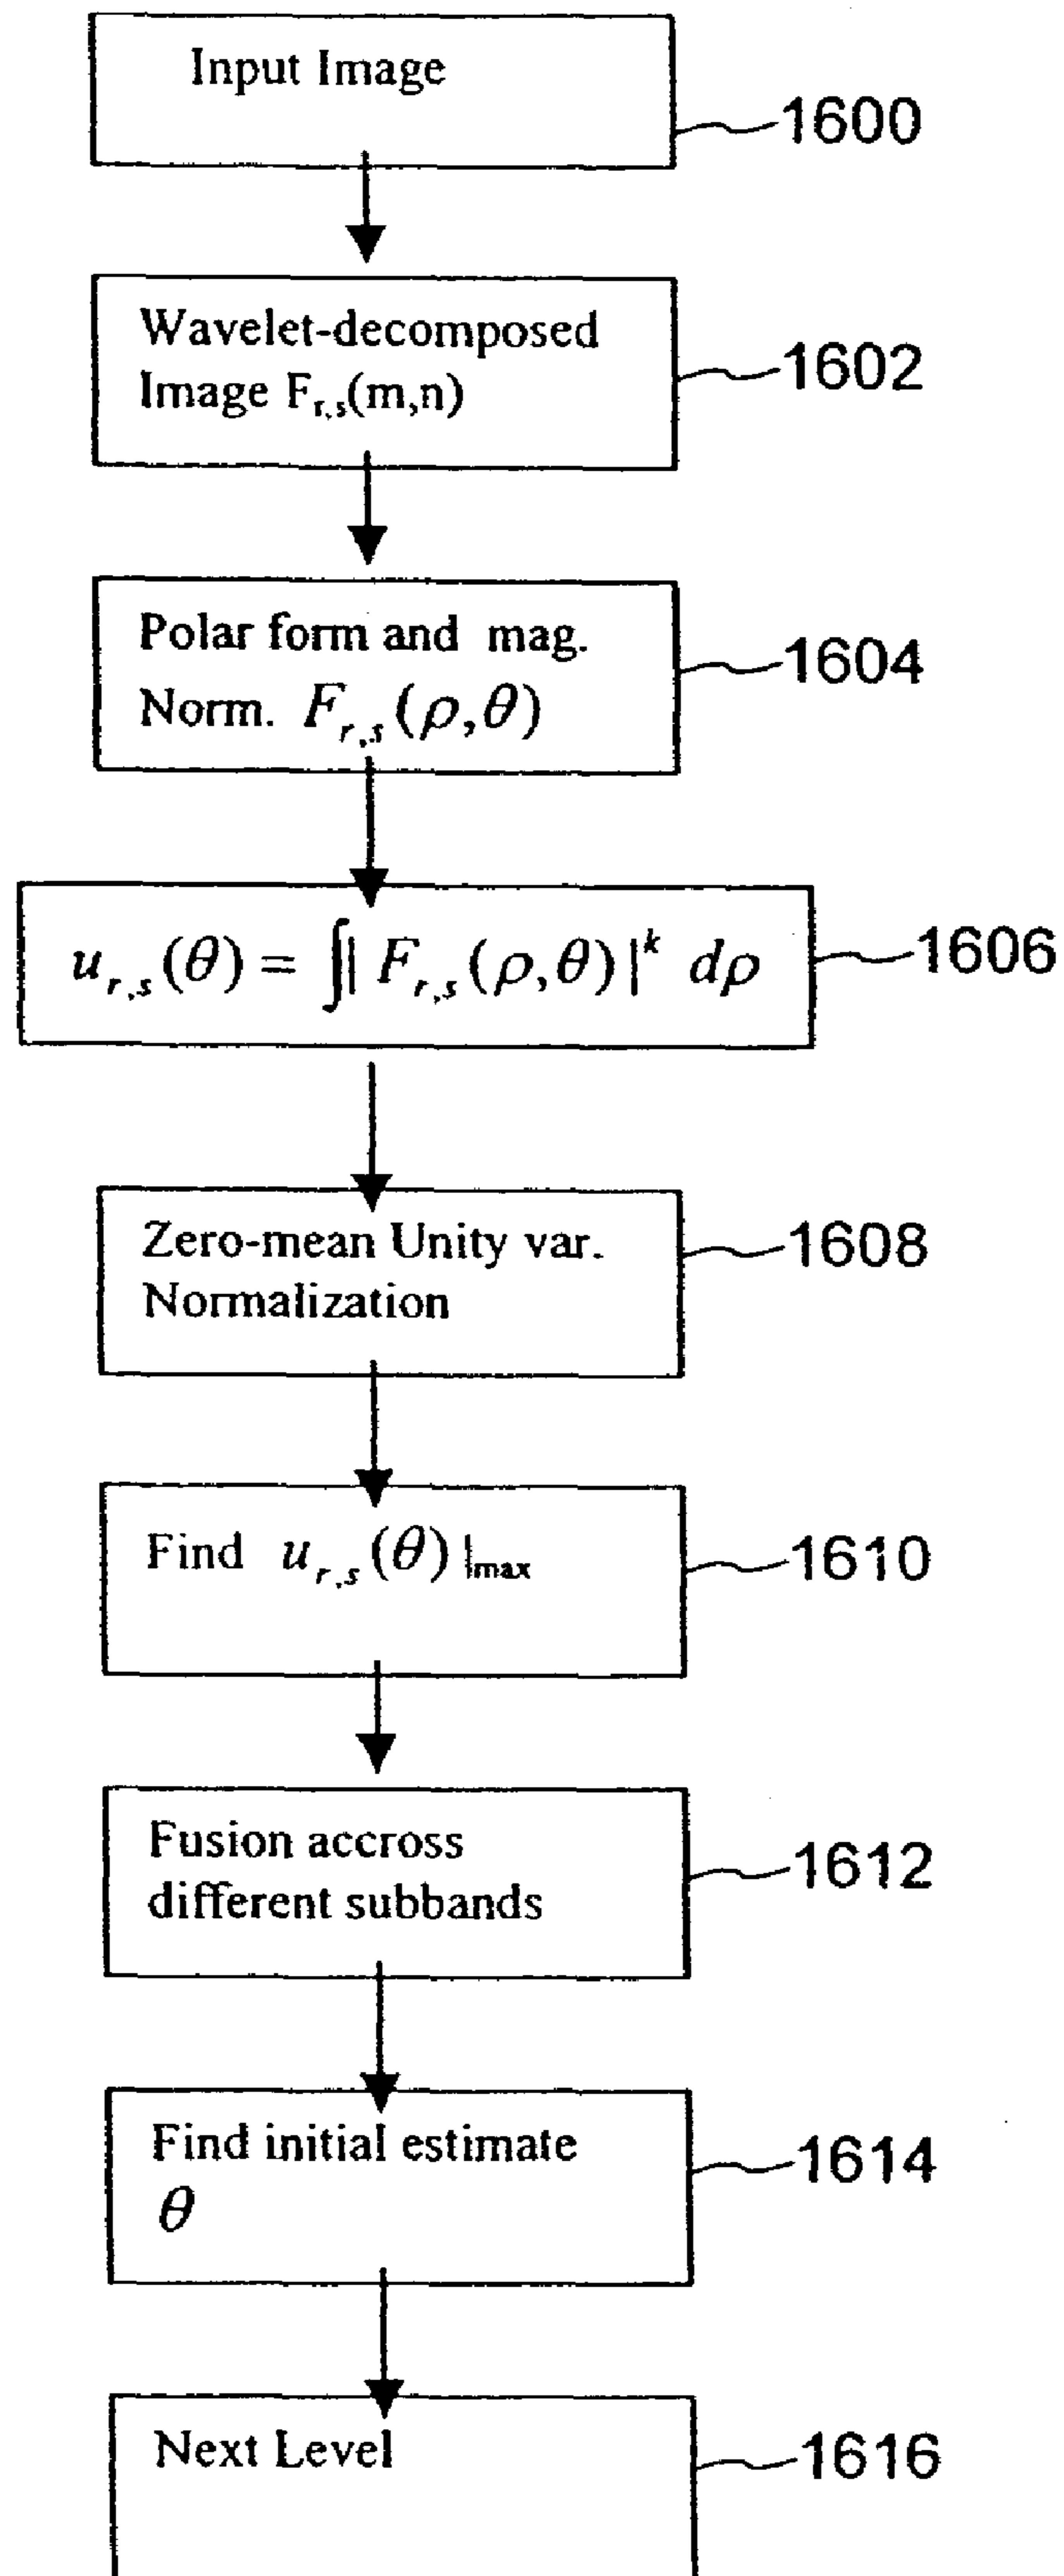 Input Image
1600
Wavelet-decomposed
Image F_{r,s}(m,n)
1602
Polar form and mag.
Norm. F_{r,s}(ρ,θ)
1604
u_{r,s}(θ) = ∫| F_{r,s}(ρ,θ)|^k dρ
1606
Zero-mean Unity var.
Normalization
1608
Find u_{r,s}(θ)|_{max}
1610
Fusion accross
different subbands
1612
Find initial estimate
θ
1614
Next Level
1616